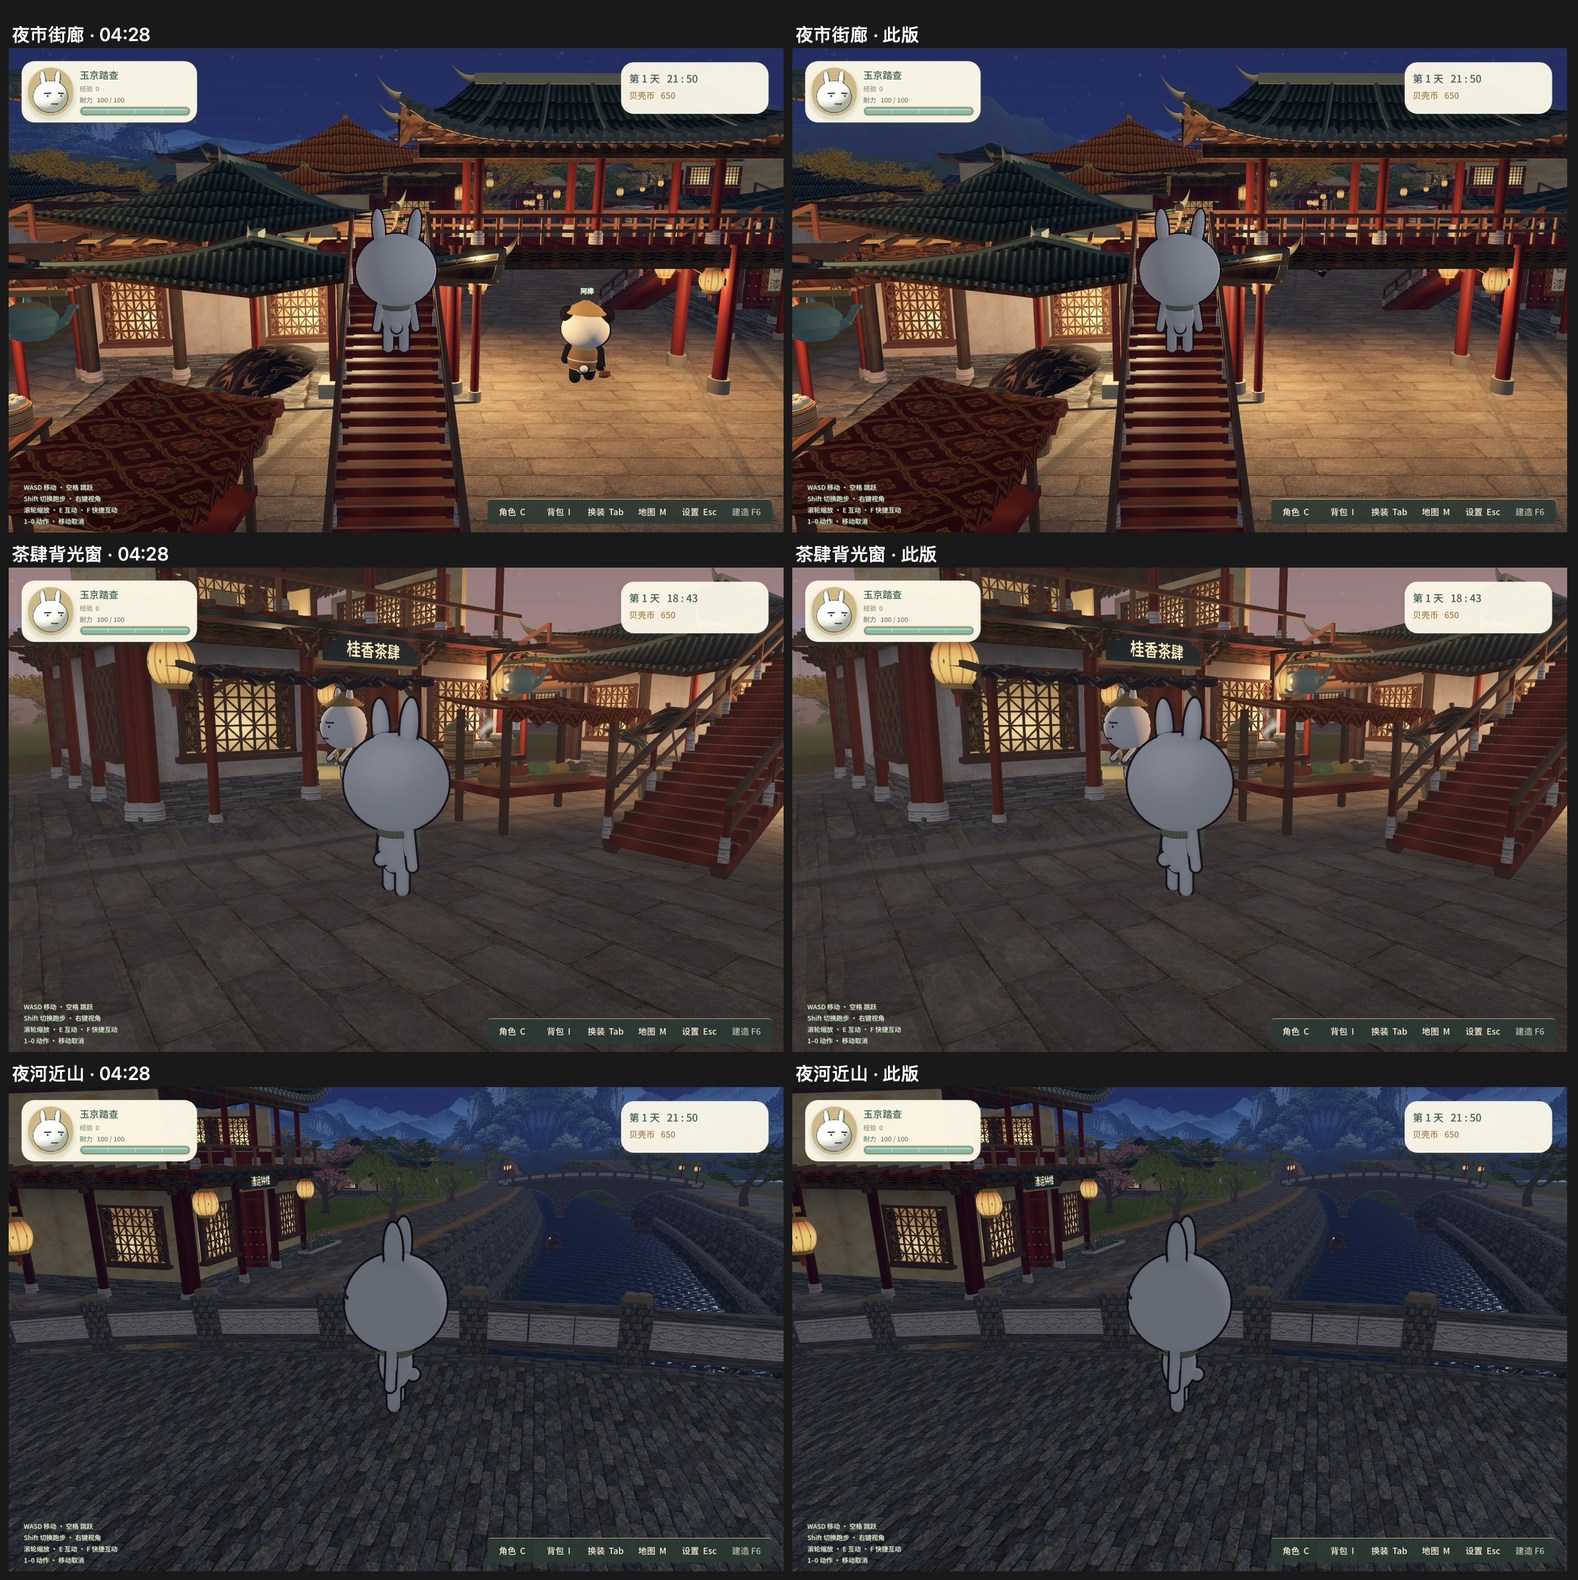 夜市街廊 · 04:28
玉京踏查
经验 0
耐力 100 / 100
第 1 天 21 : 50
贝壳币 650
阿棒
漆
WASD 移动 · 空格 跳跃
Shift 切换跑步 · 右键视角
滚轮缩放 · E 互动 · F 快捷互动
1-0 动作 · 移动取消
角色 C 背包 I 换装 Tab 地图 M 设置 Esc 建造 F6
夜市街廊 · 此版
玉京踏查
经验 0
耐力 100 / 100
第 1 天 21 : 50
贝壳币 650
漆
WASD 移动 · 空格 跳跃
Shift 切换跑步 · 右键视角
滚轮缩放 · E 互动 · F 快捷互动
1-0 动作 · 移动取消
角色 C 背包 I 换装 Tab 地图 M 设置 Esc 建造 F6
茶肆背光窗 · 04:28
玉京踏查
经验 0
耐力 100 / 100
第 1 天 18 : 43
贝壳币 650
桂香茶肆
WASD 移动 · 空格 跳跃
Shift 切换跑步 · 右键视角
滚轮缩放 · E 互动 · F 快捷互动
1-0 动作 · 移动取消
角色 C 背包 I 换装 Tab 地图 M 设置 Esc 建造 F6
茶肆背光窗 · 此版
玉京踏查
经验 0
耐力 100 / 100
第 1 天 18 : 43
贝壳币 650
桂香茶肆
WASD 移动 · 空格 跳跃
Shift 切换跑步 · 右键视角
滚轮缩放 · E 互动 · F 快捷互动
1-0 动作 · 移动取消
角色 C 背包 I 换装 Tab 地图 M 设置 Esc 建造 F6
夜河近山 · 04:28
玉京踏查
经验 0
耐力 100 / 100
第 1 天 21 : 50
贝壳币 650
WASD 移动 · 空格 跳跃
Shift 切换跑步 · 右键视角
滚轮缩放 · E 互动 · F 快捷互动
1-0 动作 · 移动取消
角色 C 背包 I 换装 Tab 地图 M 设置 Esc 建造 F6
夜河近山 · 此版
玉京踏查
经验 0
耐力 100 / 100
第 1 天 21 : 50
贝壳币 650
WASD 移动 · 空格 跳跃
Shift 切换跑步 · 右键视角
滚轮缩放 · E 互动 · F 快捷互动
1-0 动作 · 移动取消
角色 C 背包 I 换装 Tab 地图 M 设置 Esc 建造 F6